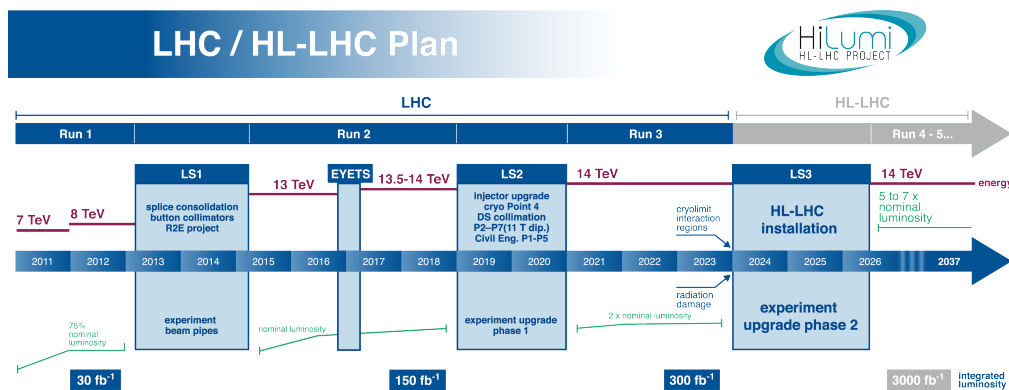 LHC / HL-LHC Plan
HiLumi
HL-LHC PROJECT
LHC
HL-LHC
Run 1
Run 2
Run 3
Run 4 - 5...
LS1
EYETS
LS2
LS3
7 TeV
8 TeV
13 TeV
13.5-14 TeV
14 TeV
14 TeV
energy
splice consolidation
button collimators
R2E project
injector upgrade
cryo Point 4
DS collimation
P2-P7(11 T dip.)
Civil Eng. P1-P5
cryolimit
interaction
regions
HL-LHC
installation
5 to 7 x
nominal
luminosity
2011 2012 2013 2014 2015 2016 2017 2018 2019 2020 2021 2022 2023 2024 2025 2026 2037
radiation
damage
75%
nominal
luminosity
experiment
beam pipes
nominal luminosity
experiment upgrade
phase 1
2 x nominal luminosity
experiment
upgrade phase 2
30 fb-1
150 fb-1
300 fb-1
3000 fb-1
integrated
luminosity